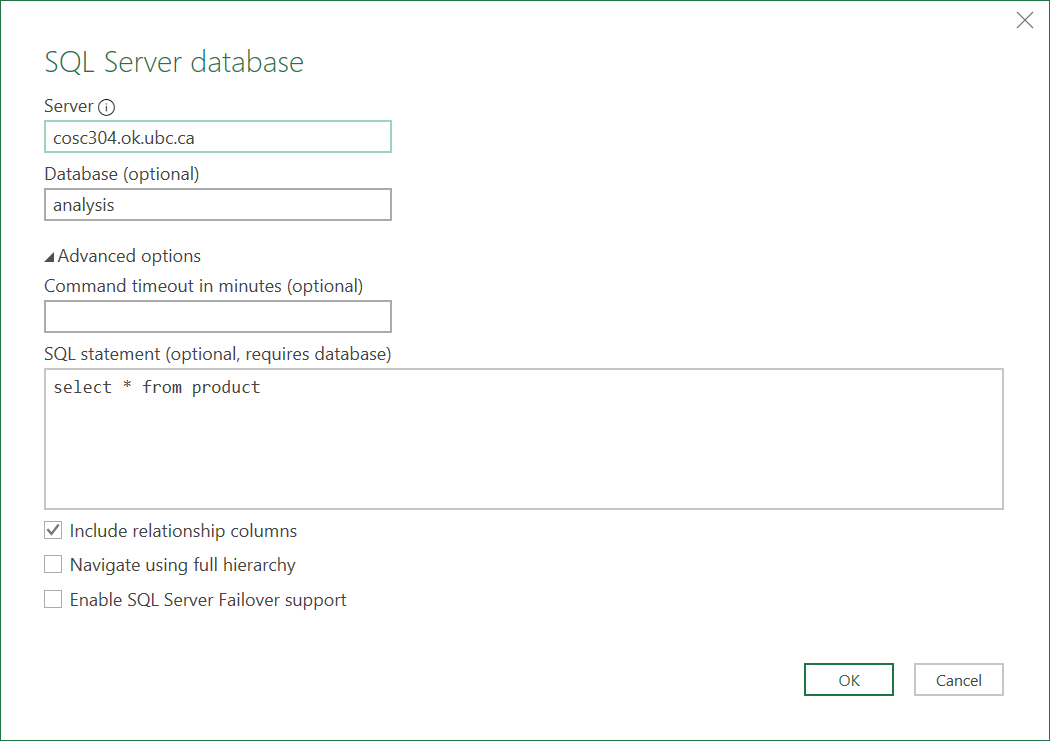 SQL Server database
Server
cosc304.ok.ubc.ca
Database (optional)
analysis
Advanced options
Command timeout in minutes (optional)
SQL statement (optional, requires database)
select * from product
Include relationship columns
Navigate using full hierarchy
Enable SQL Server Failover support
OK Cancel